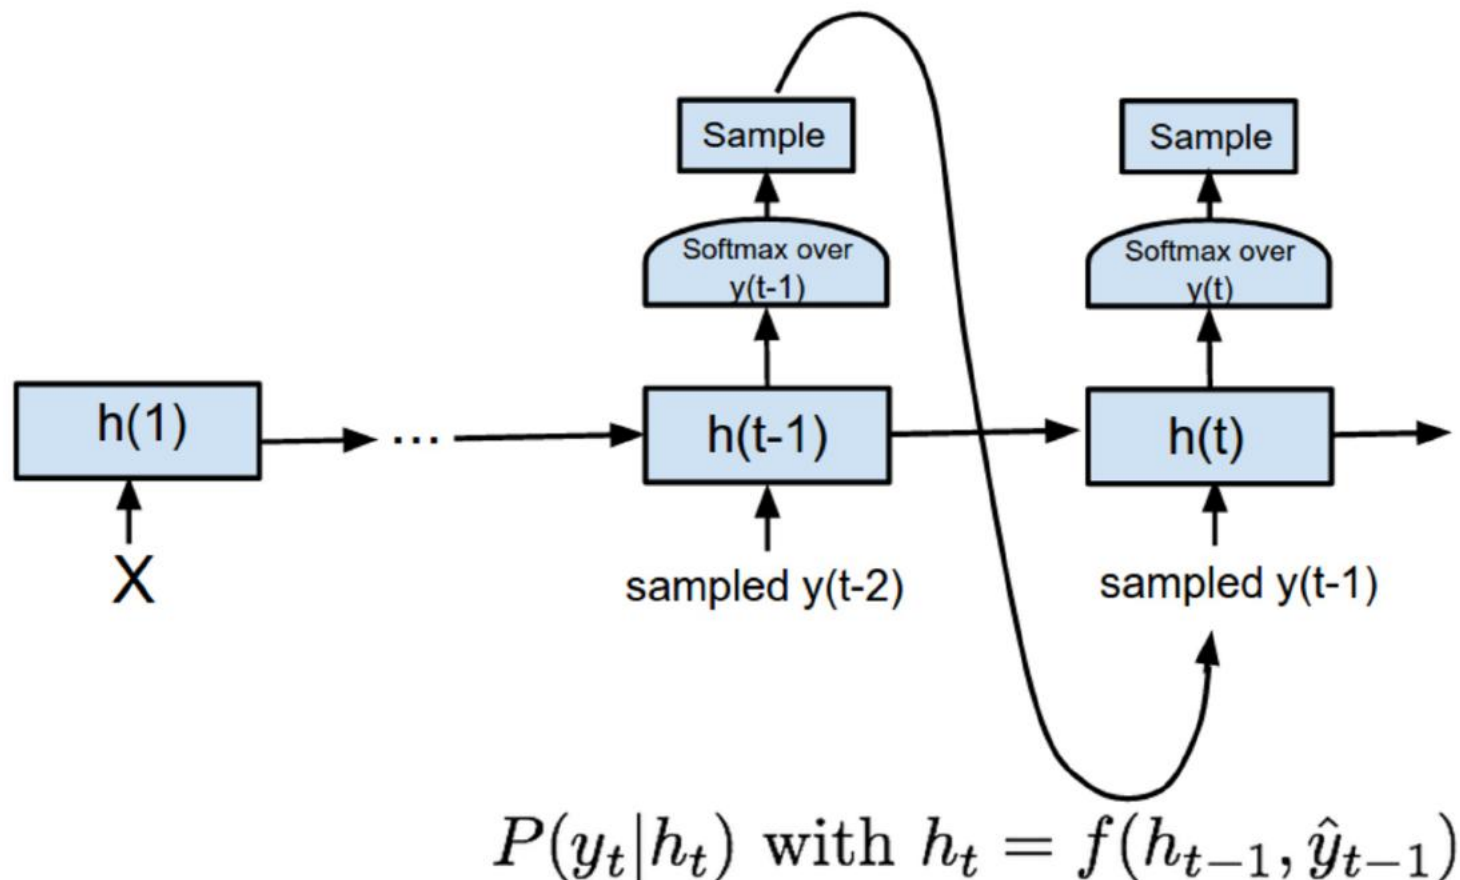 Sample
Sample
Softmax over
y(t-1)
Softmax over
y(t)
h(1)
...
h(t-1)
h(t)
X
sampled y(t-2)
sampled y(t-1)
P(y_t|h_t) with h_t = f(h_{t-1}, ŷ_{t-1})